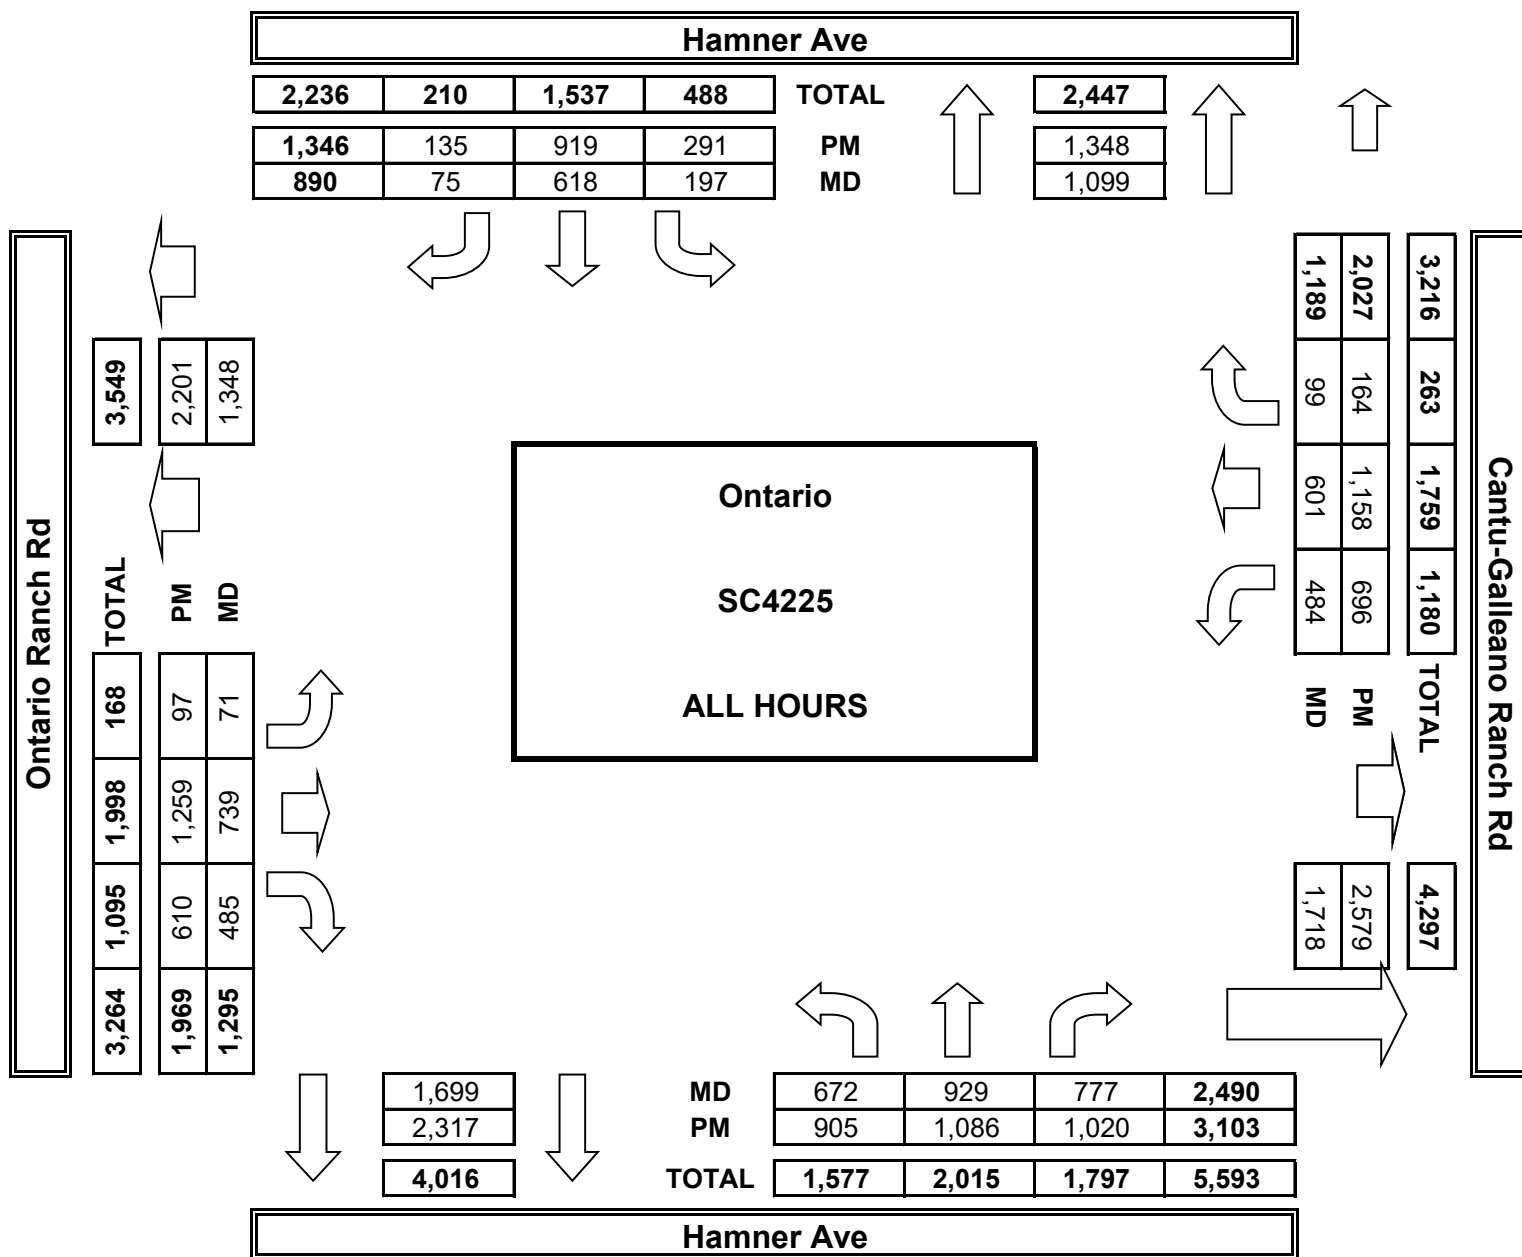 Hamner Ave
2,236 210 1,537 488 TOTAL 2,447
1,346 135 919 291 PM 1,348
890 75 618 197 MD 1,099
Ontario Ranch Rd
3,549
2,201
1,348
TOTAL
PM
MD
168 1,998 1,095 3,264
97 1,259 610 1,969
71 739 485 1,295
Ontario
SC4225
ALL HOURS
3,216 263 1,759 1,180 TOTAL 4,297
2,027 164 1,158 696 PM 2,579
1,189 99 601 484 MD 1,718
Cantu-Galleano Ranch Rd
1,699 MD 672 929 777 2,490
2,317 PM 905 1,086 1,020 3,103
4,016 TOTAL 1,577 2,015 1,797 5,593
Hamner Ave